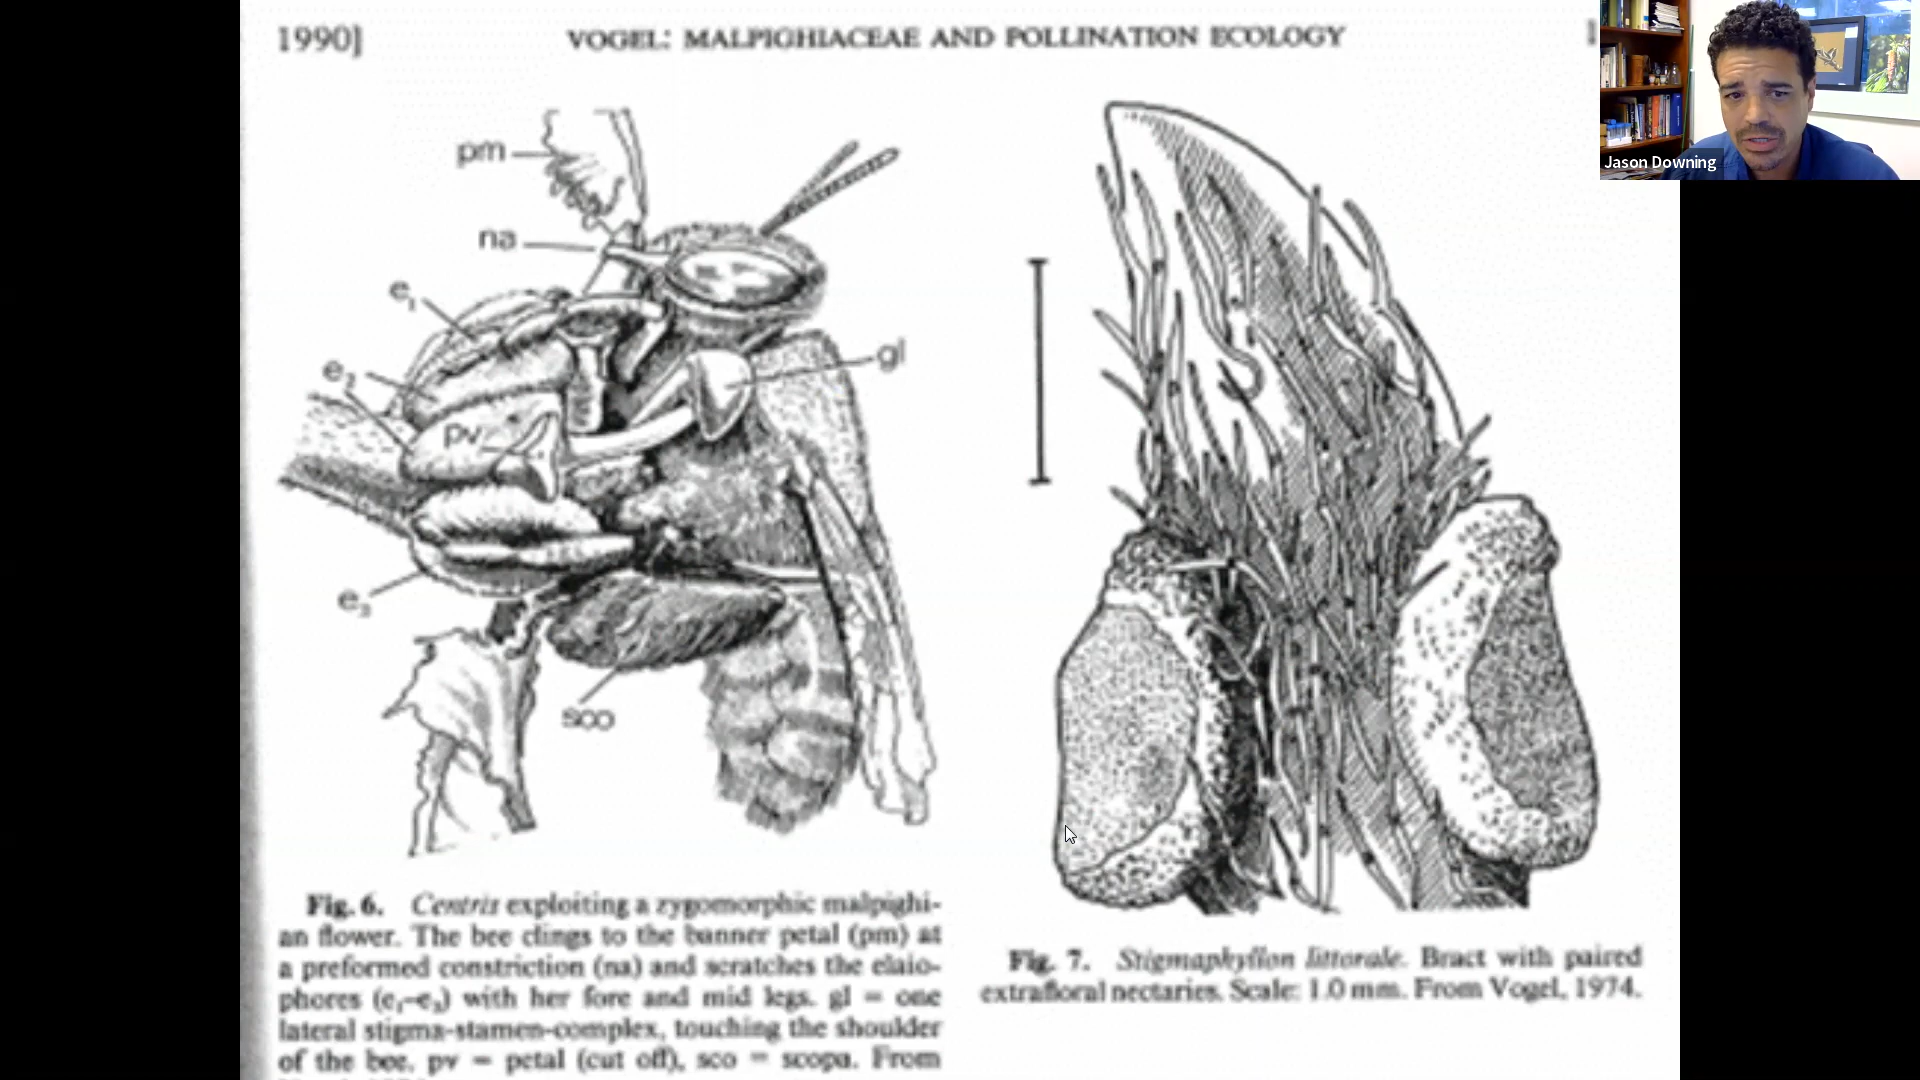 1990]
VOGEL: MALPIGHIACEAE AND POLLINATION ECOLOGY
1
Jason Downing
pm
na
e₁
e₂
gl
pv
e₃
sco
Fig. 6. Centris exploiting a zygomorphic malpighi-
an flower. The bee clings to the banner petal (pm) at
a preformed constriction (na) and scratches the elaio-
phores (e₁–e₃) with her fore and mid legs. gl = one
lateral stigma-stamen-complex, touching the shoulder
of the bee. pv = petal (cut off), sco = scopa. From
Fig. 7. Stigmaphyllon littorale. Bract with paired
extrafloral nectaries. Scale: 1.0 mm. From Vogel, 1974.